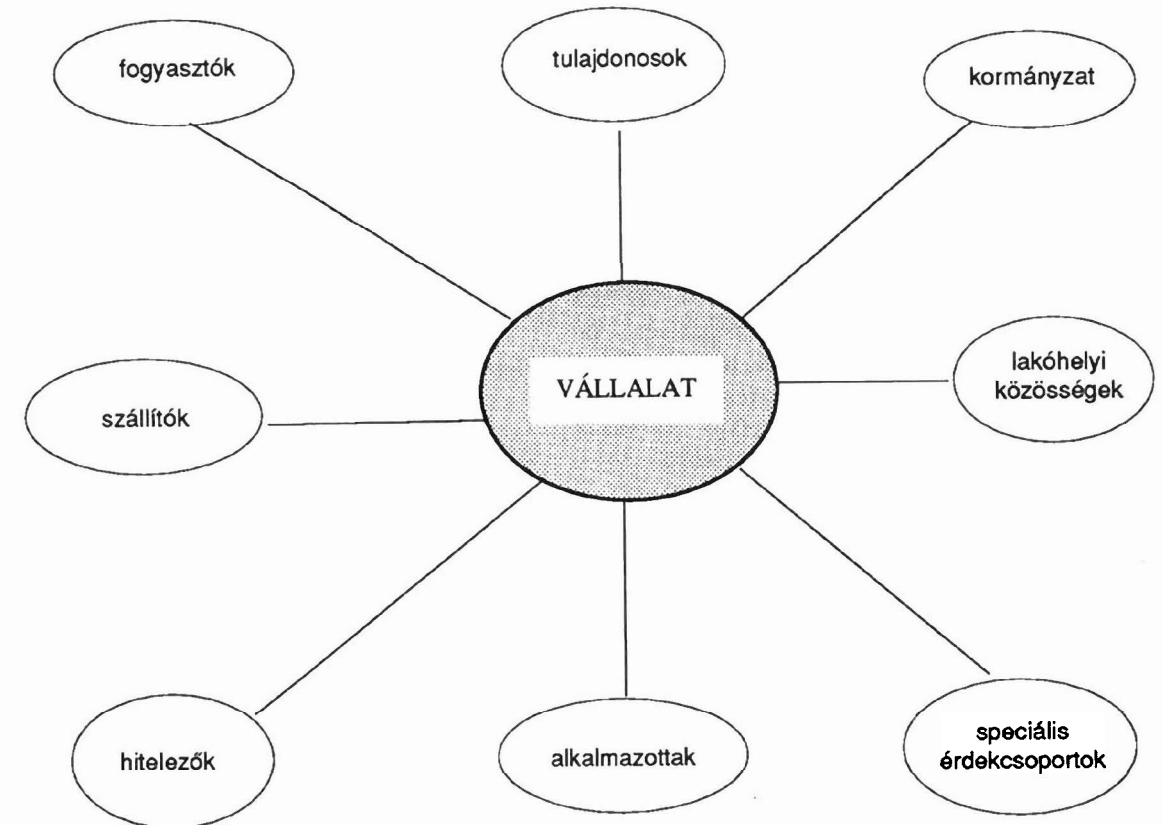 fogyasztók
tulajdonosok
kormányzat
VÁLLALAT
lakóhelyi
közösségek
szállítók
hitelezők
alkalmazottak
speciális
érdekcsoportok